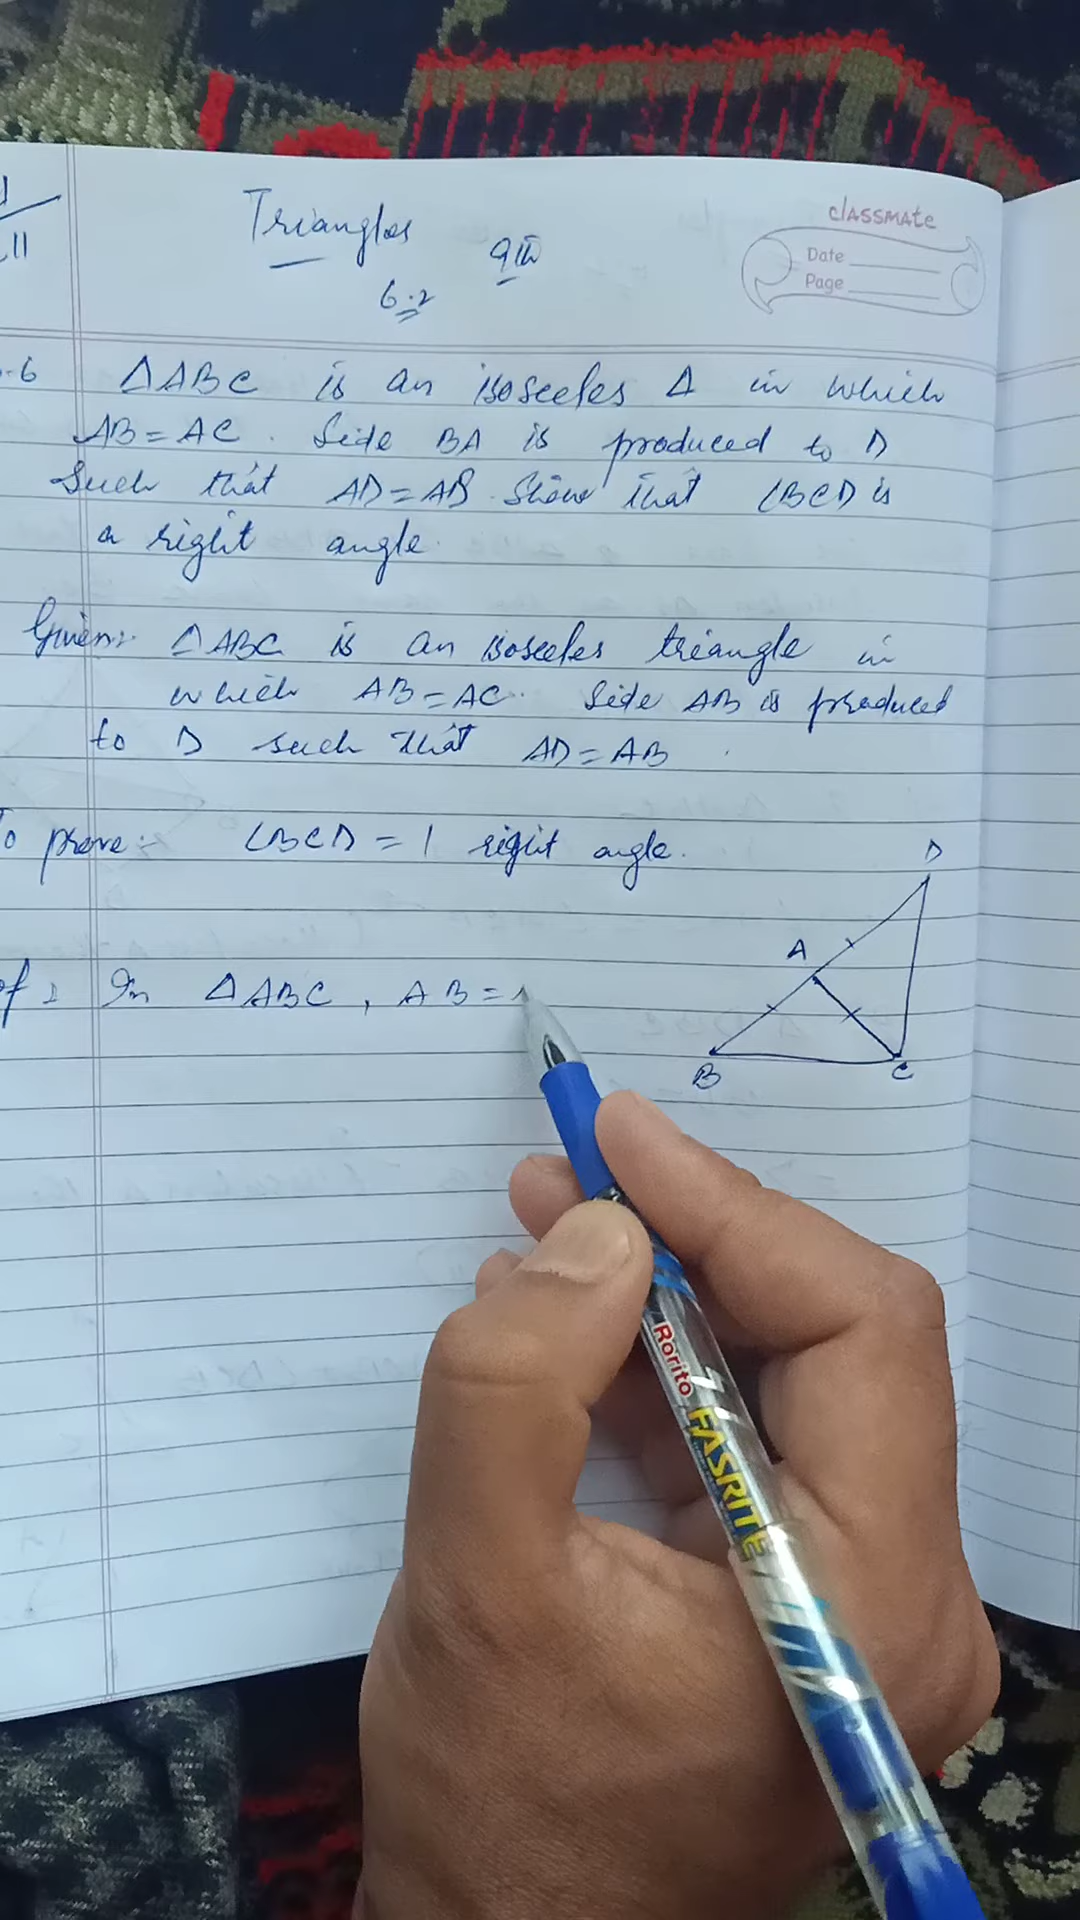 Triangles
9th
6.2
classmate
Date
Page
11
.6 ΔABC is an isosceles Δ in which
AB = AC. Side BA is produced to D
Such that AD = AB. Show that ∠BCD is
a right angle.
Given:- ΔABC is an isosceles triangle in
which AB = AC. Side AB is produced
to D such that AD = AB.
To prove:- ∠BCD = 1 right angle.
D
A
of : In ΔABC, AB =
B
C
Rorito
FASRITE